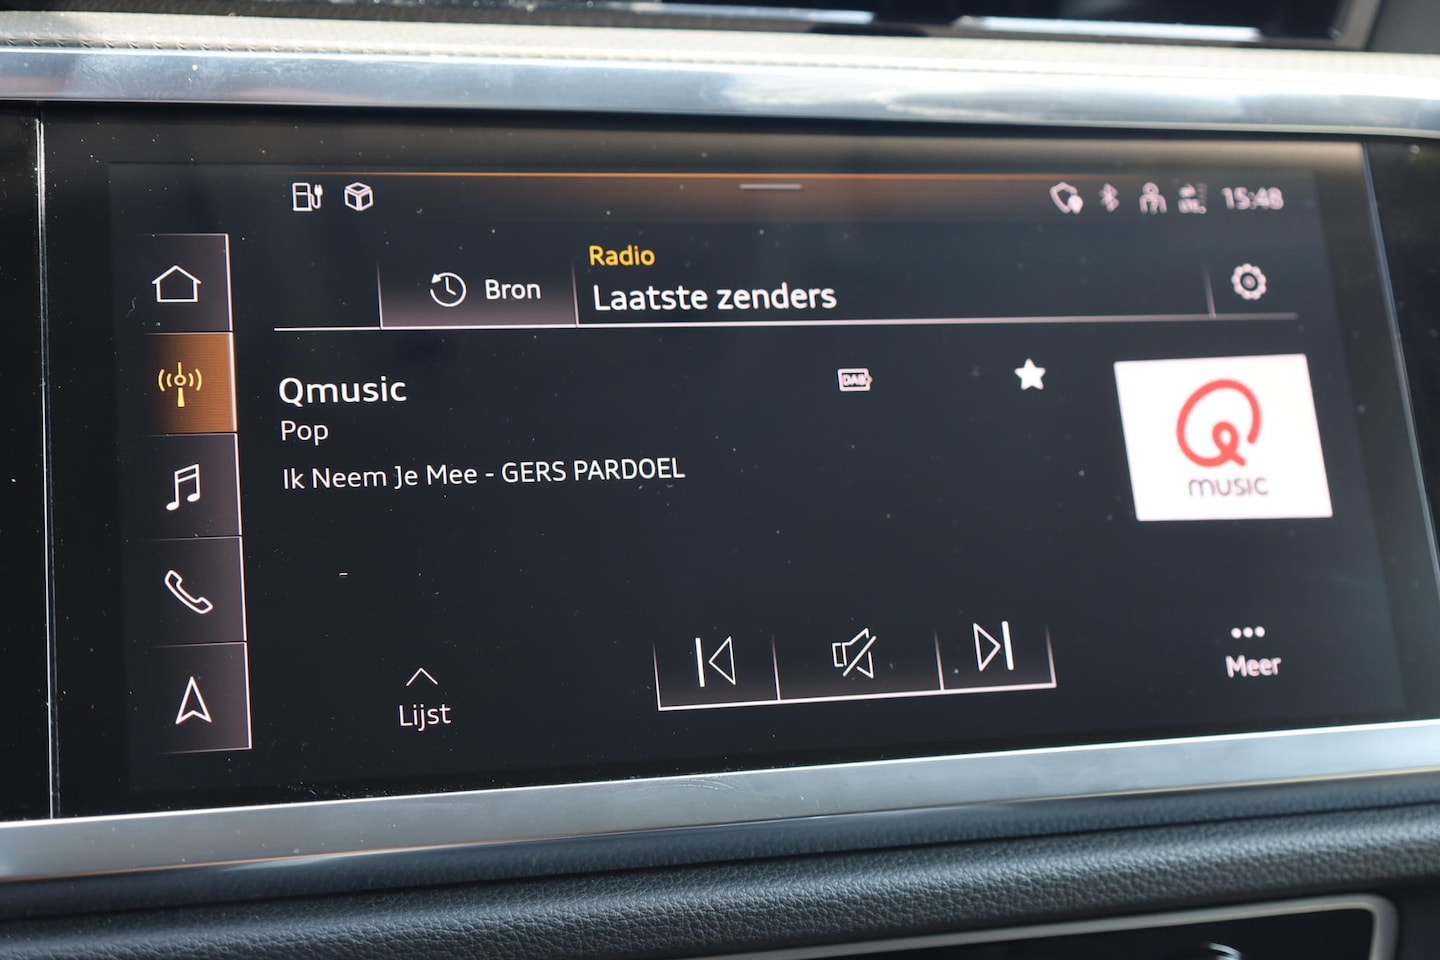 15:48
Bron
Radio
Laatste zenders
Qmusic
DAB
Pop
Ik Neem Je Mee - GERS PARDOEL
music
Lijst
Meer